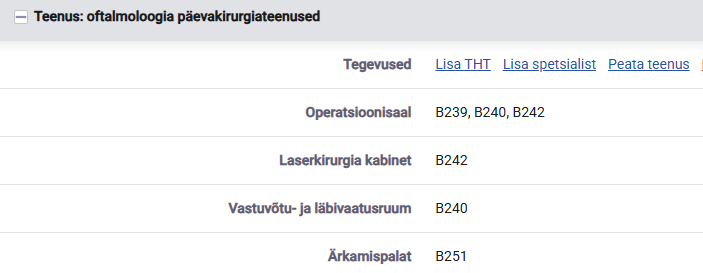 Teenus: oftalmoloogia päevakirurgiateenused
Tegevused Lisa THT Lisa spetsialist Peata teenus
Operatsioonisaal B239, B240, B242
Laserkirurgia kabinet B242
Vastuvõtu- ja läbivaatusruum B240
Ärkamispalat B251